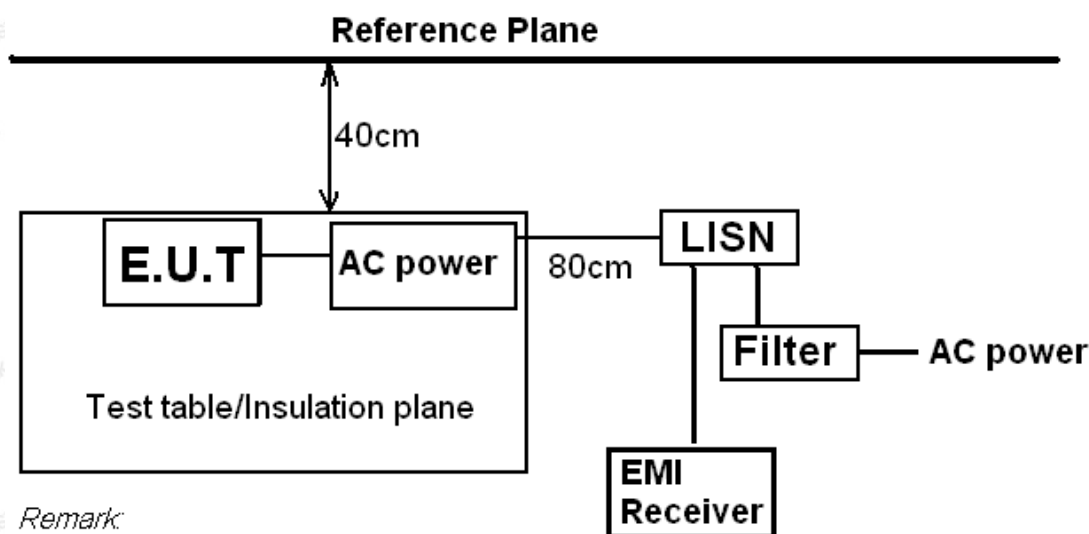 Reference Plane
40cm
E.U.T
AC power
80cm
LISN
Filter
AC power
Test table/Insulation plane
EMI
Receiver
Remark: